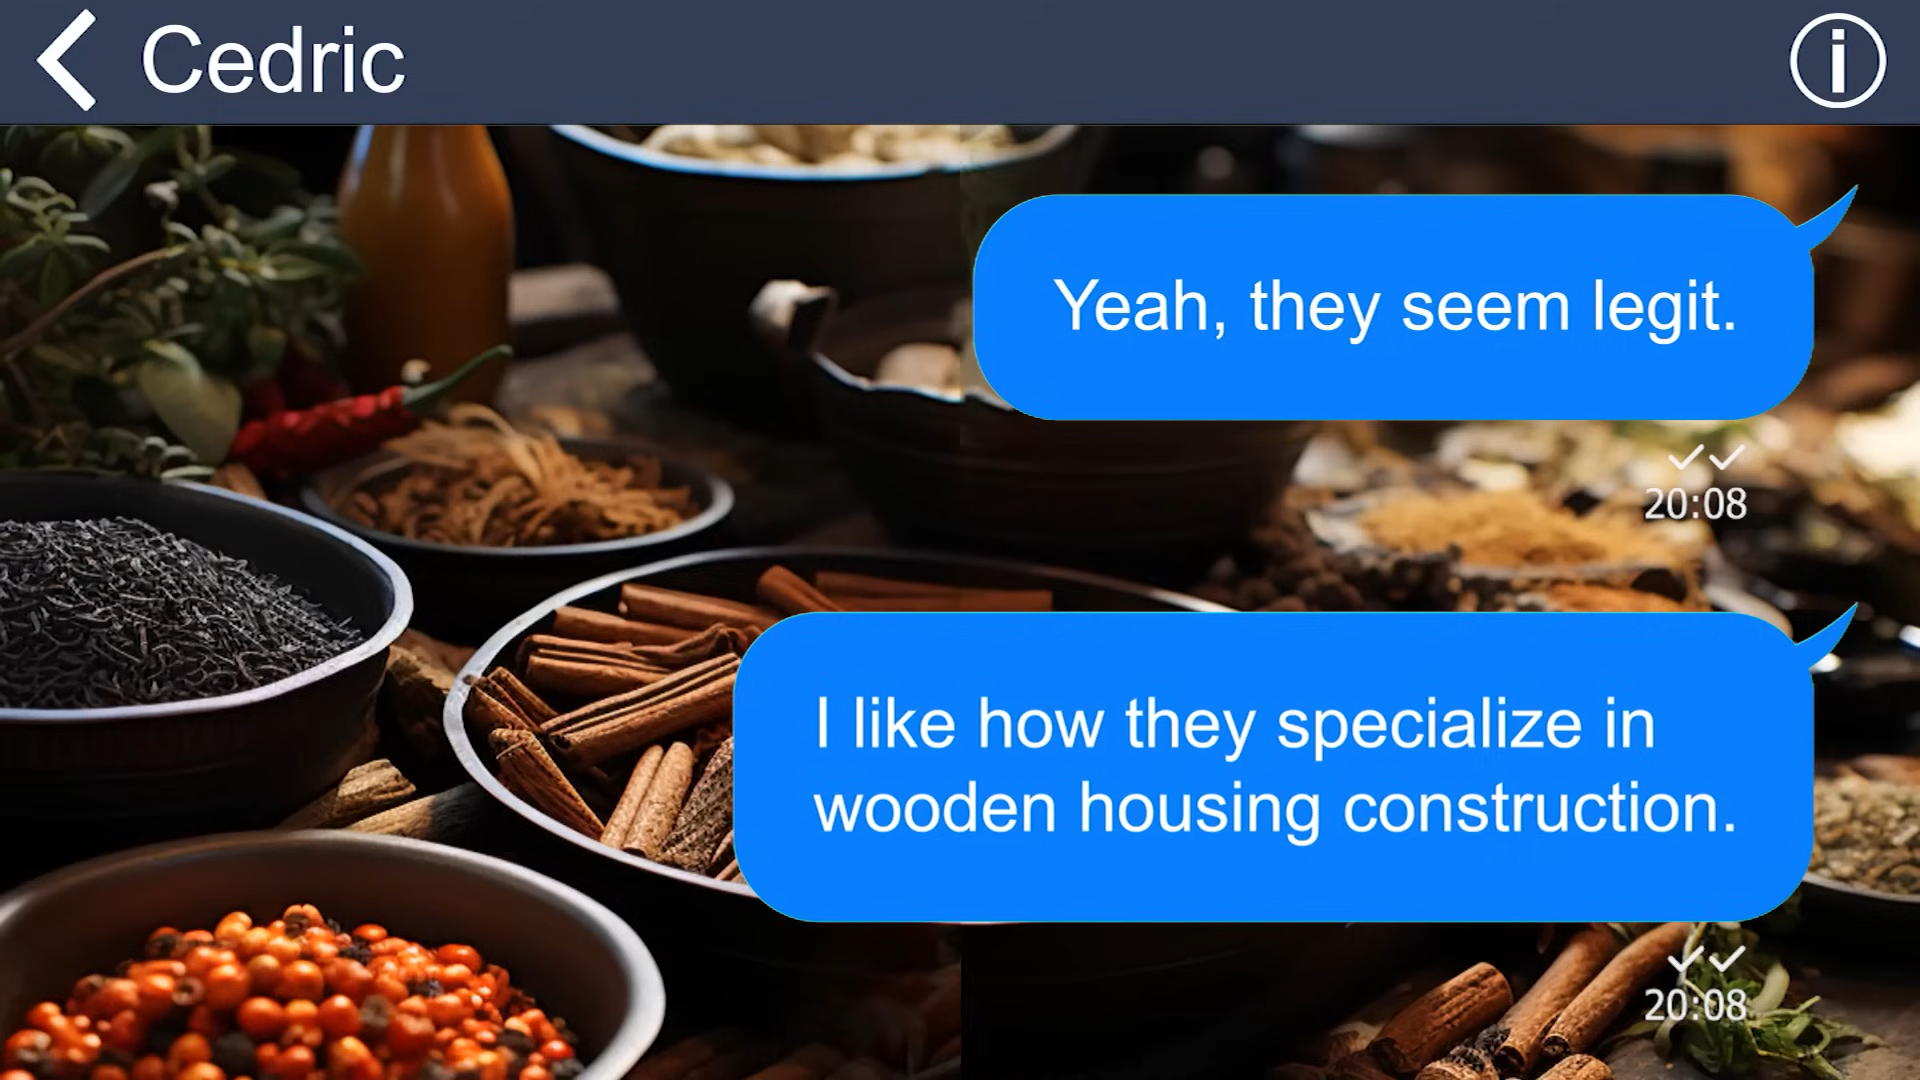 Cedric
Yeah, they seem legit.
20:08
I like how they specialize in
wooden housing construction.
20:08